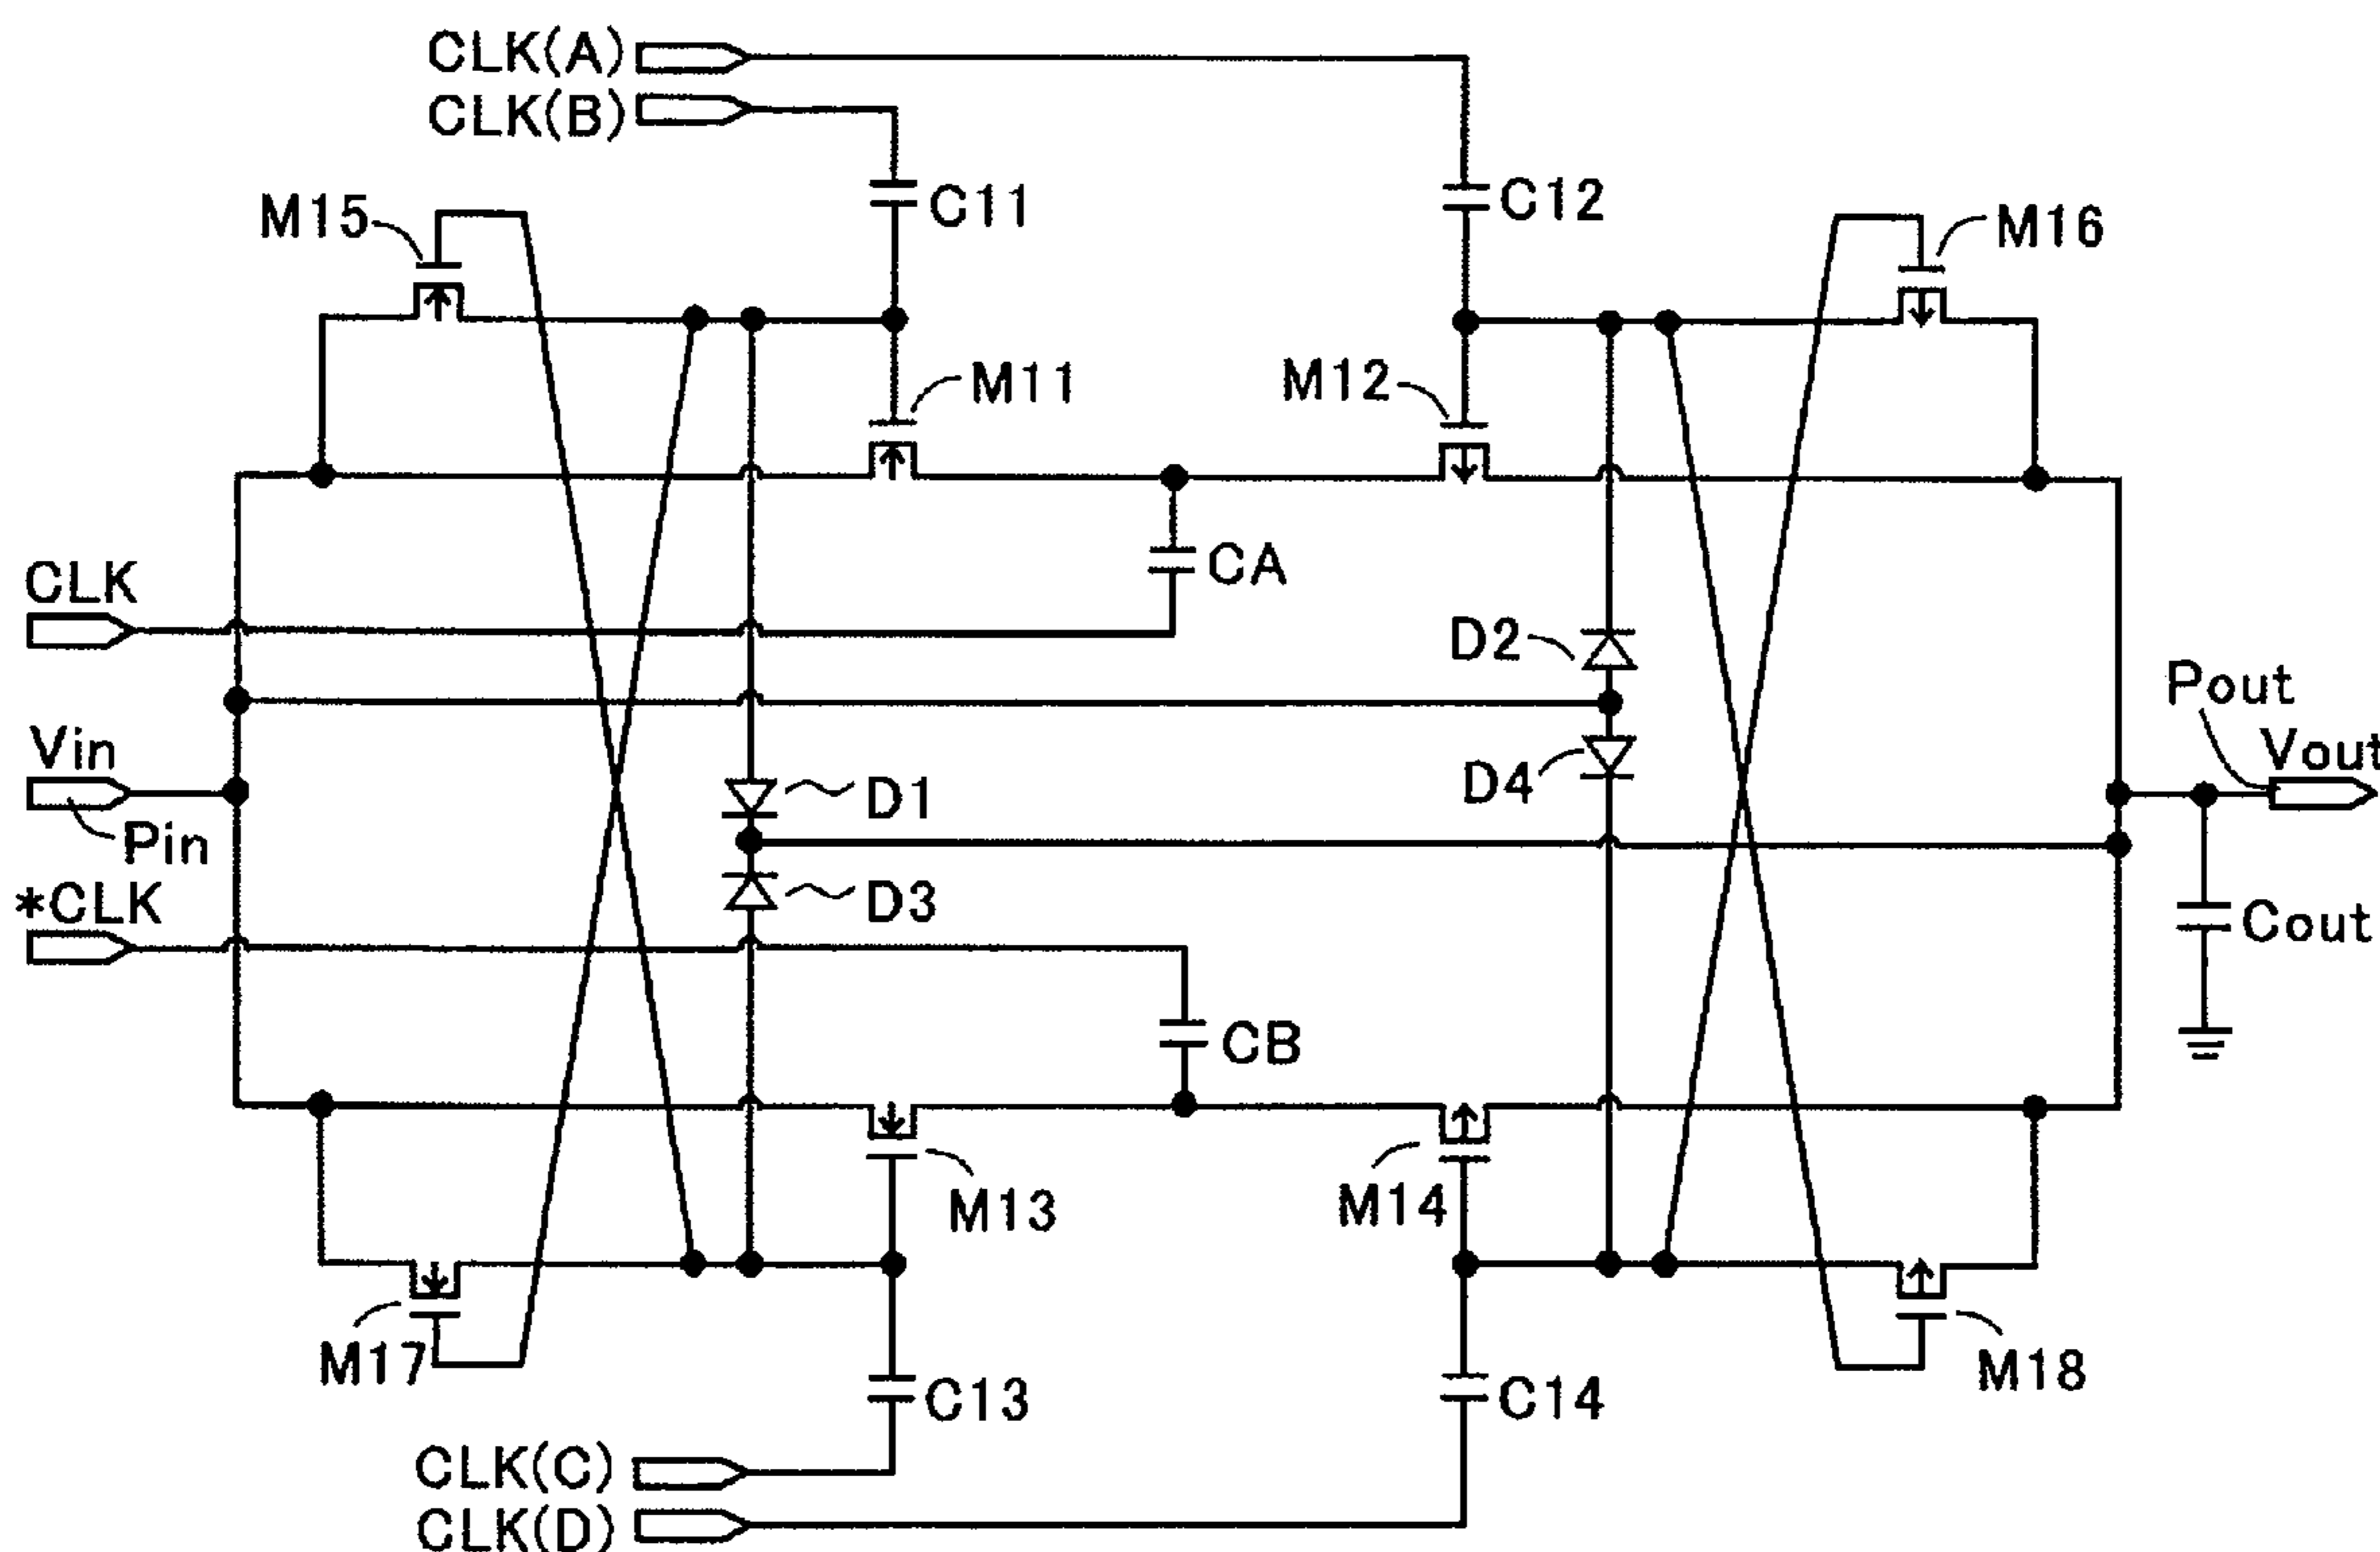 CLK(A)
CLK(B)
C11
C12
M15
M16
M11
M12
CLK
CA
D2
Pout
Vin
Vout
D4
D1
Pin
*CLK
D3
Cout
CB
M13
M14
M17
M18
C13
C14
CLK(C)
CLK(D)